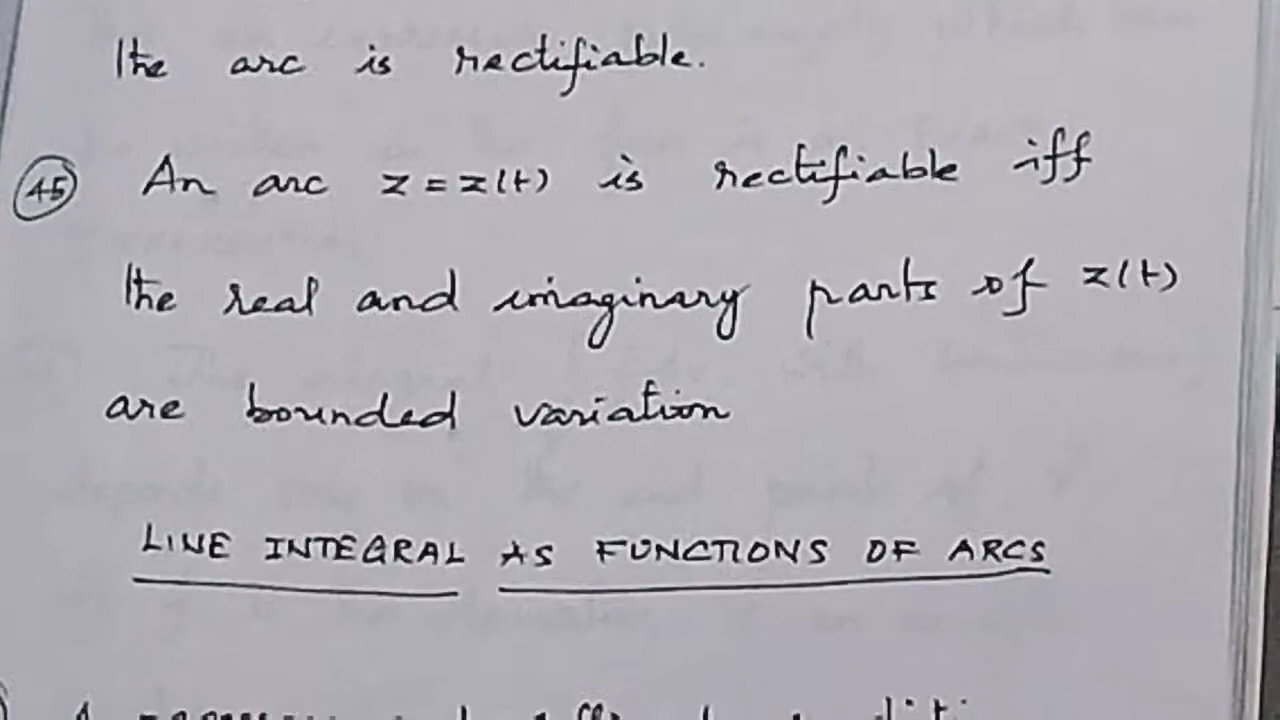 the arc is rectifiable.
45 An arc z = z(t) is rectifiable iff
the real and imaginary parts of z(t)
are bounded variation
LINE INTEGRAL AS FUNCTIONS OF ARCS